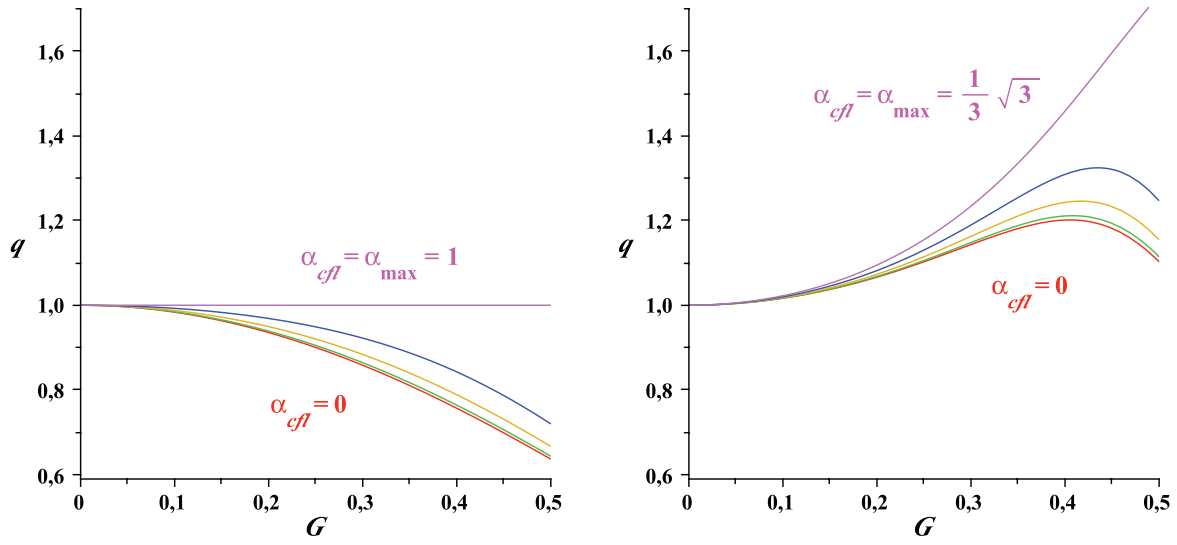 1,6
1,4
1,2
q
α_cfl = α_max = 1
1,0
0,8
α_cfl = 0
0,6
0 0,1 0,2 0,3 0,4 0,5
G
1,6
α_cfl = α_max = 1/3 √3
1,4
1,2
q
α_cfl = 0
1,0
0,8
0,6
0 0,1 0,2 0,3 0,4 0,5
G